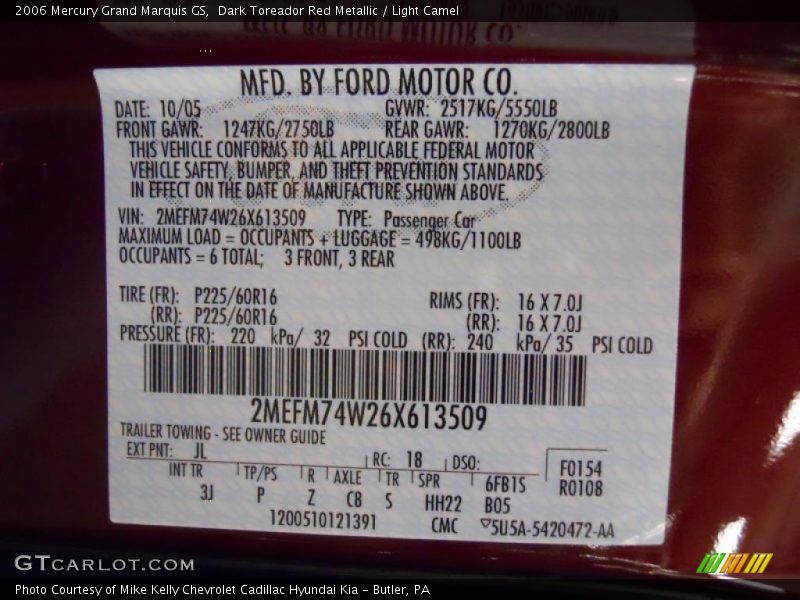 2006 Mercury Grand Marquis GS,  Dark Toreador Red Metallic / Light Camel
MFD. BY FORD MOTOR CO.
DATE: 10/05 GVWR: 2517KG/5550LB
FRONT GAWR: 1247KG/2750LB REAR GAWR: 1270KG/2800LB
THIS VEHICLE CONFORMS TO ALL APPLICABLE FEDERAL MOTOR
VEHICLE SAFETY, BUMPER, AND THEFT PREVENTION STANDARDS
IN EFFECT ON THE DATE OF MANUFACTURE SHOWN ABOVE.
VIN: 2MEFM74W26X613509 TYPE: Passenger Car
MAXIMUM LOAD = OCCUPANTS + LUGGAGE = 498KG/1100LB
OCCUPANTS = 6 TOTAL; 3 FRONT, 3 REAR
TIRE (FR): P225/60R16 RIMS (FR): 16 X 7.0J
(RR): P225/60R16 (RR): 16 X 7.0J
PRESSURE (FR): 220 kPa/ 32 PSI COLD (RR): 240 kPa/ 35 PSI COLD
2MEFM74W26X613509
TRAILER TOWING - SEE OWNER GUIDE
EXT PNT: JL RC: 18 DSO: F0154
INT TR TP/PS R AXLE TR SPR 6FB1S R0108
3J P Z C8 S HH22 B05
1200510121391 CMC 5U5A-5420472-AA
GTCARLOT.COM
Photo Courtesy of Mike Kelly Chevrolet Cadillac Hyundai Kia – Butler, PA